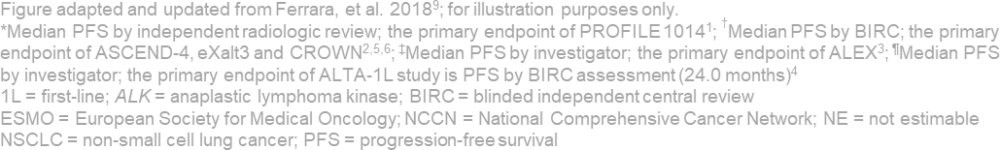 Figure adapted and updated from Ferrara, et al. 2018⁹; for illustration purposes only.
*Median PFS by independent radiologic review; the primary endpoint of PROFILE 1014¹; †Median PFS by BIRC; the primary
endpoint of ASCEND-4, eXalt3 and CROWN²,⁵,⁶; ‡Median PFS by investigator; the primary endpoint of ALEX³; ¶Median PFS
by investigator; the primary endpoint of ALTA-1L study is PFS by BIRC assessment (24.0 months)⁴
1L = first-line; ALK = anaplastic lymphoma kinase; BIRC = blinded independent central review
ESMO = European Society for Medical Oncology; NCCN = National Comprehensive Cancer Network; NE = not estimable
NSCLC = non-small cell lung cancer; PFS = progression-free survival